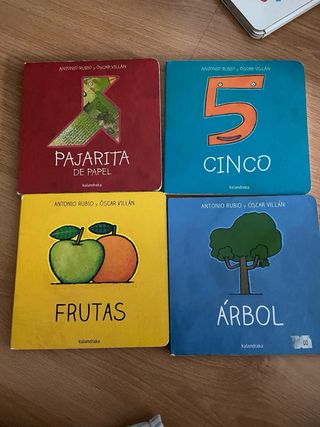 ANTONIO RUBIO y ÓSCAR VILLÁN
PAJARITA
DE PAPEL
kalandraka
ANTONIO RUBIO y ÓSCAR VILLÁN
5
CINCO
kalandraka
ANTONIO RUBIO y ÓSCAR VILLÁN
FRUTAS
kalandraka
ANTONIO RUBIO y ÓSCAR VILLÁN
ÁRBOL
kalandraka